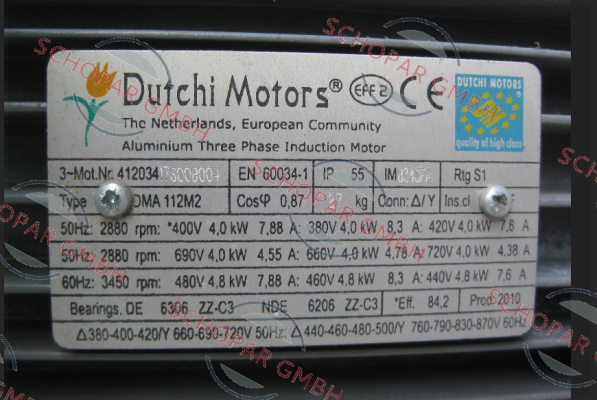 Dutchi Motors® EFF 2 CE
DUTCHI MOTORS
quality of high class
The Netherlands, European Community
Aluminium Three Phase Induction Motor
3~Mot.Nr. 412034 EN 60034-1 IP 55 IM Rtg S1
Type DMA 112M2 Cosφ 0,87 kg Conn: Δ/Y Ins.cl
50Hz: 2880 rpm: *400V 4,0 kW 7,88 A: 380V 4,0 kW 8,3 A: 420V 4,0 kW 7,6 A
50Hz: 2880 rpm: 690V 4,0 kW 4,55 A: 660V 4,0 kW 4,78 A: 720V 4,0 kW 4,38 A
60Hz: 3450 rpm: 480V 4,8 kW 7,88 A: 460V 4,8 kW 8,3 A: 440V 4,8 kW 7,6 A
Bearings. DE 6306 ZZ-C3 NDE 6206 ZZ-C3 *Eff. 84,2 Prod 2010
Δ380-400-420/Y 660-690-720V 50Hz; Δ440-460-480-500/Y 760-790-830-870V 60Hz
SCHOPAR GMBH